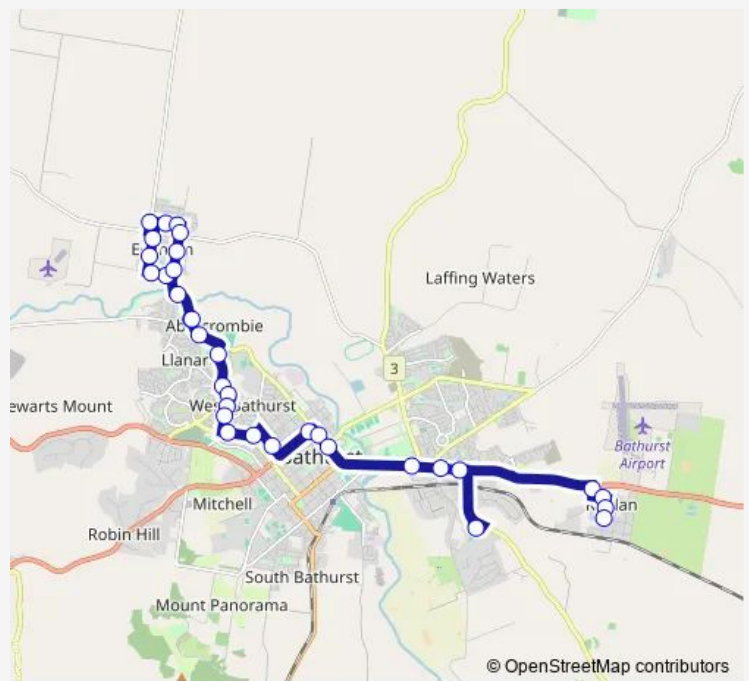 Laffing Waters
Abercrombie
Llanar
3
ewarts Mount
West Bathurst
Bathurst
Airport
Bathurst
Mitchell
Robin Hill
South Bathurst
Mount Panorama
© OpenStreetMap contributors